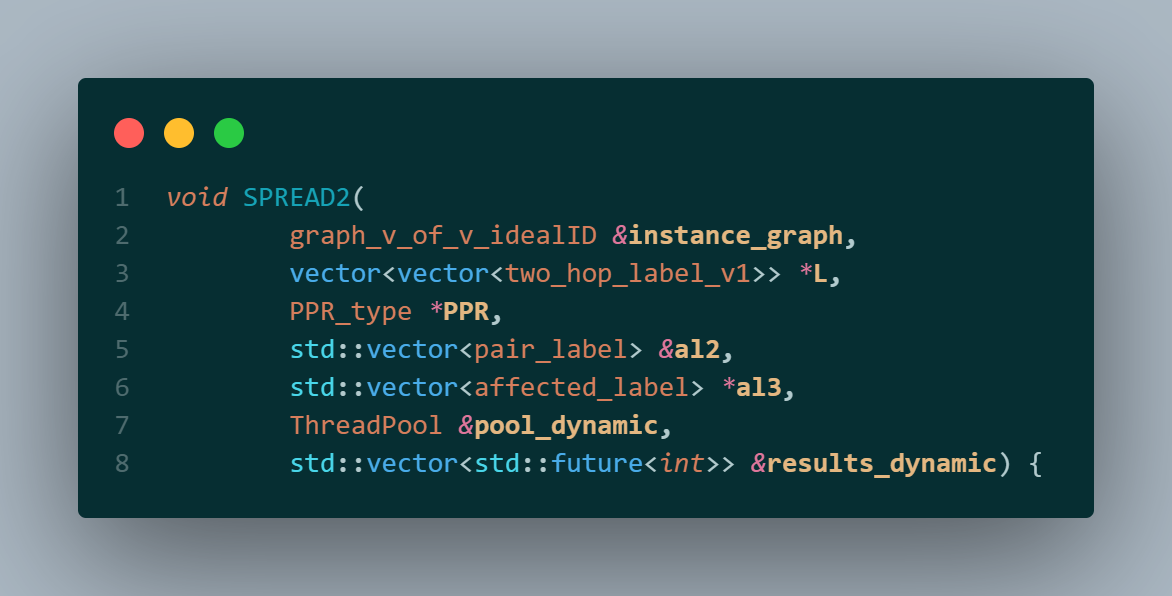 1 void SPREAD2(
2 graph_v_of_v_idealID &instance_graph,
3 vector<vector<two_hop_label_v1>> *L,
4 PPR_type *PPR,
5 std::vector<pair_label> &al2,
6 std::vector<affected_label> *al3,
7 ThreadPool &pool_dynamic,
8 std::vector<std::future<int>> &results_dynamic) {